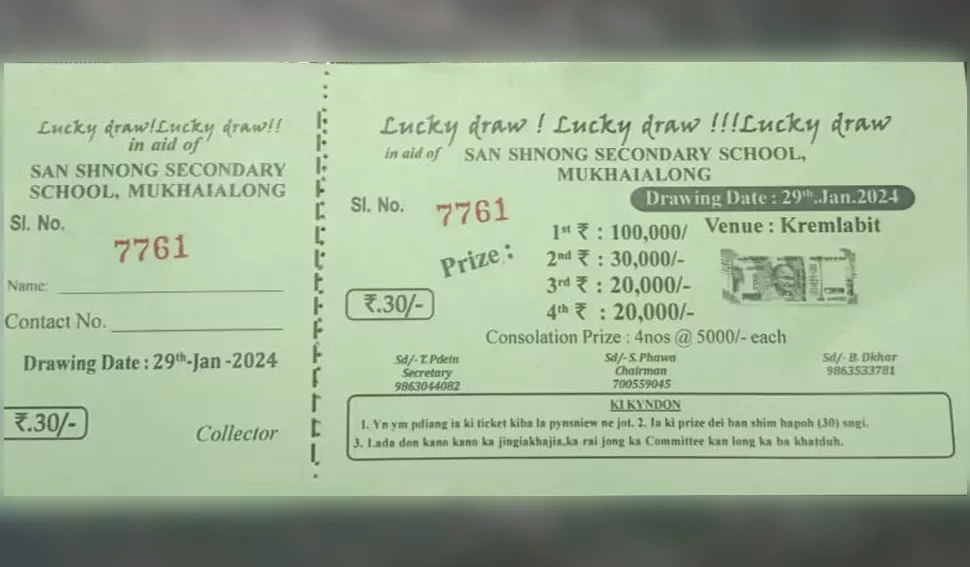 Lucky draw!Lucky draw!!
in aid of
SAN SHNONG SECONDARY
SCHOOL, MUKHAIALONG
Sl. No.
7761
Name:
Contact No.
Drawing Date : 29th-Jan -2024
₹.30/-
Collector
Lucky draw ! Lucky draw !!!Lucky draw
in aid of SAN SHNONG SECONDARY SCHOOL,
MUKHAIALONG
Drawing Date : 29th.Jan.2024
Sl. No. 7761
Venue : Kremlabit
Prize :
1st ₹ : 100,000/
2nd ₹ : 30,000/-
3rd ₹ : 20,000/-
4th ₹ : 20,000/-
₹.30/-
Consolation Prize : 4nos @ 5000/- each
Sd/- T. Pdein
Secretary
9863044082
Sd/- S. Phawa
Chairman
700559045
Sd/- B. Dkhar
9863533781
KI KYNDON
1. Yn ym pdiang ia ki ticket kiba la pynsniew ne jot. 2. Ia ki prize dei ban shim hapoh (30) sngi.
3. Lada don kano kano ka jingiakhajia,ka rai jong ka Committee kan long ka ba khatduh.